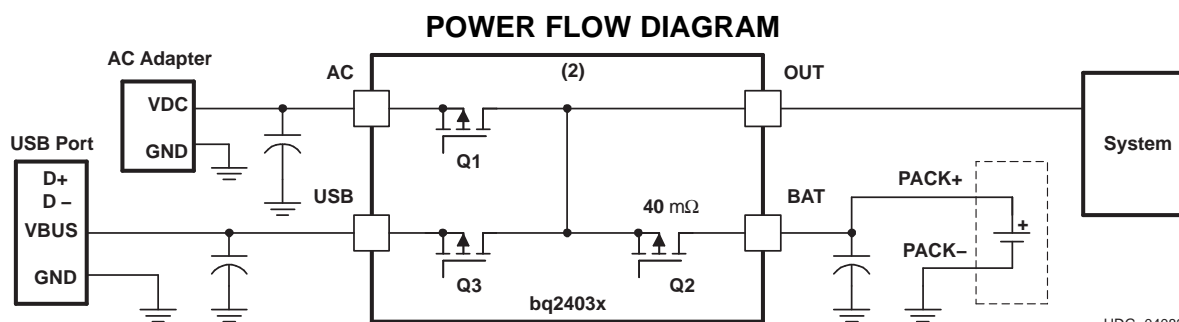 POWER FLOW DIAGRAM
AC Adapter
AC
(2)
OUT
VDC
GND
Q1
System
USB Port
D+
D –
VBUS
GND
USB
40 mΩ
BAT
PACK+
+
PACK–
Q3
Q2
bq2403x